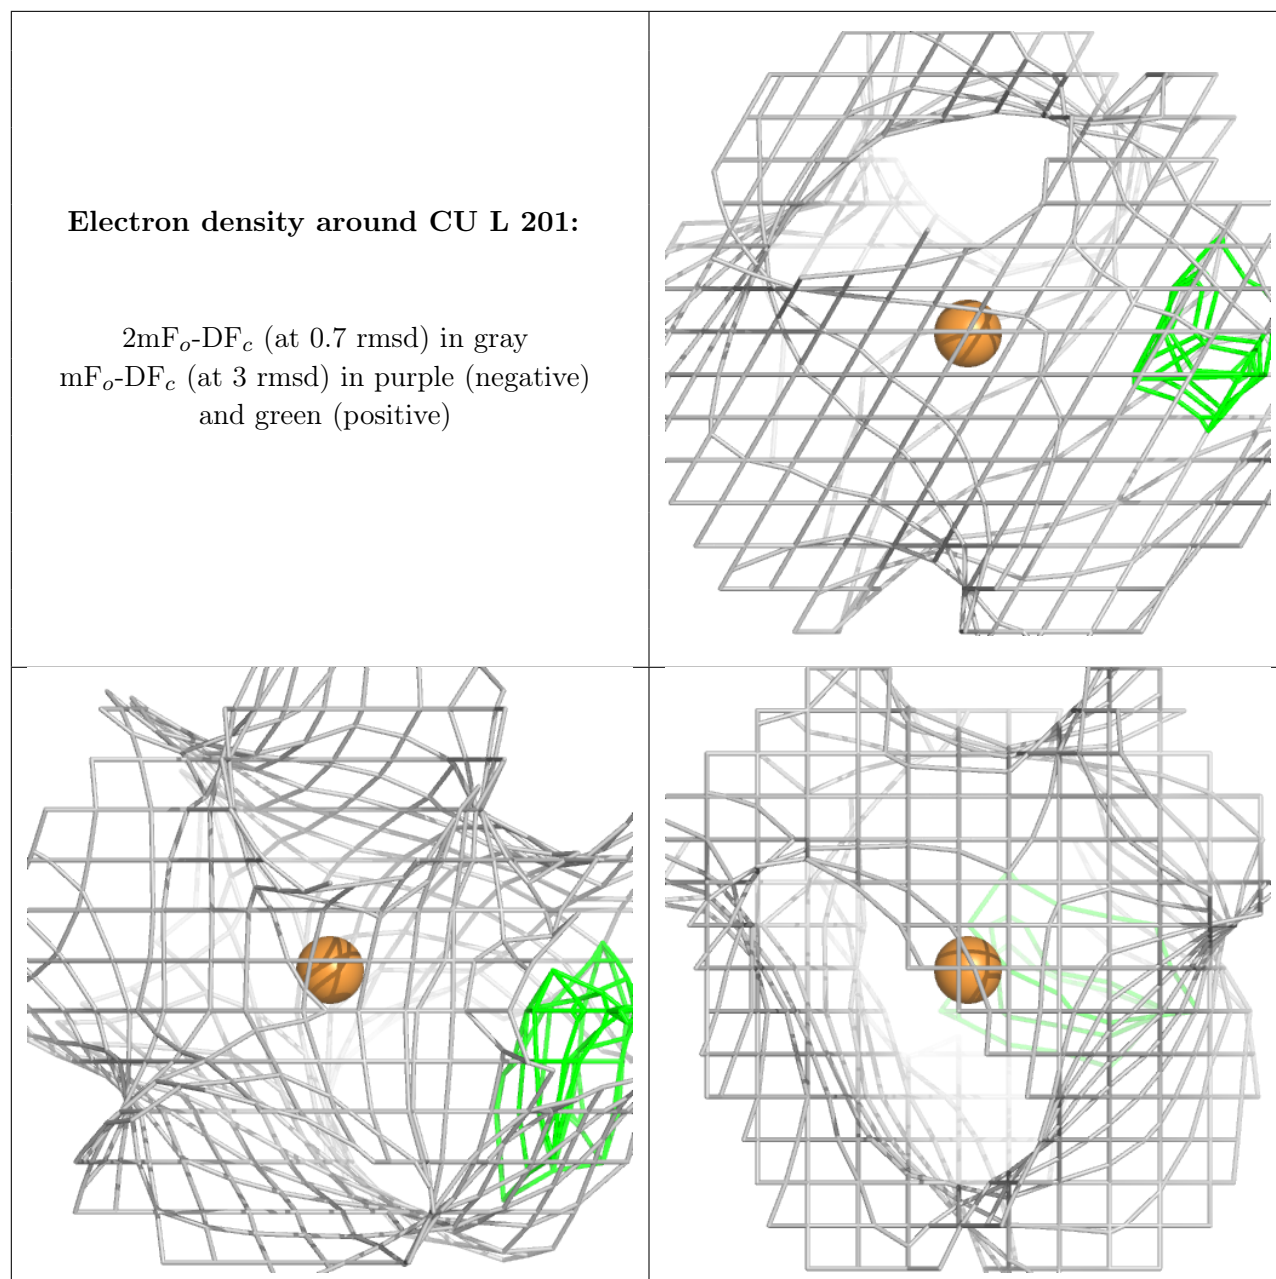 Electron density around CU L 201:
2mFₒ-DF𝒸 (at 0.7 rmsd) in gray
mFₒ-DF𝒸 (at 3 rmsd) in purple (negative)
and green (positive)